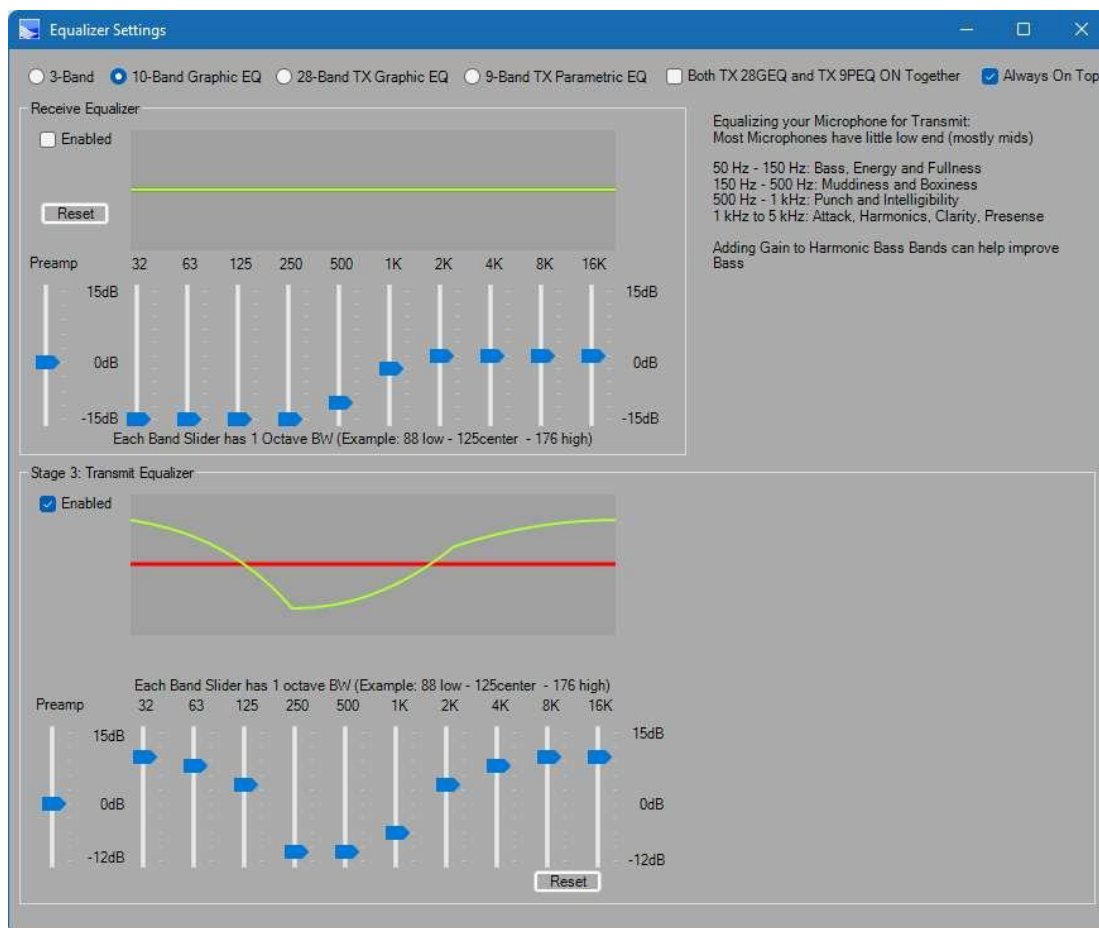 Equalizer Settings
3-Band 10-Band Graphic EQ 28-Band TX Graphic EQ 9-Band TX Parametric EQ Both TX 28GEQ and TX 9PEQ ON Together Always On Top
Receive Equalizer
Enabled
Reset
Equalizing your Microphone for Transmit:
Most Microphones have little low end (mostly mids)
50 Hz - 150 Hz: Bass, Energy and Fullness
150 Hz - 500 Hz: Muddiness and Boxiness
500 Hz - 1 kHz: Punch and Intelligibility
1 kHz to 5 kHz: Attack, Harmonics, Clarity, Presense
Adding Gain to Harmonic Bass Bands can help improve
Bass
Preamp 32 63 125 250 500 1K 2K 4K 8K 16K
15dB 15dB
0dB 0dB
-15dB -15dB
Each Band Slider has 1 Octave BW (Example: 88 low - 125center - 176 high)
Stage 3: Transmit Equalizer
Enabled
Each Band Slider has 1 octave BW (Example: 88 low - 125center - 176 high)
Preamp 32 63 125 250 500 1K 2K 4K 8K 16K
15dB 15dB
0dB 0dB
-12dB -12dB
Reset